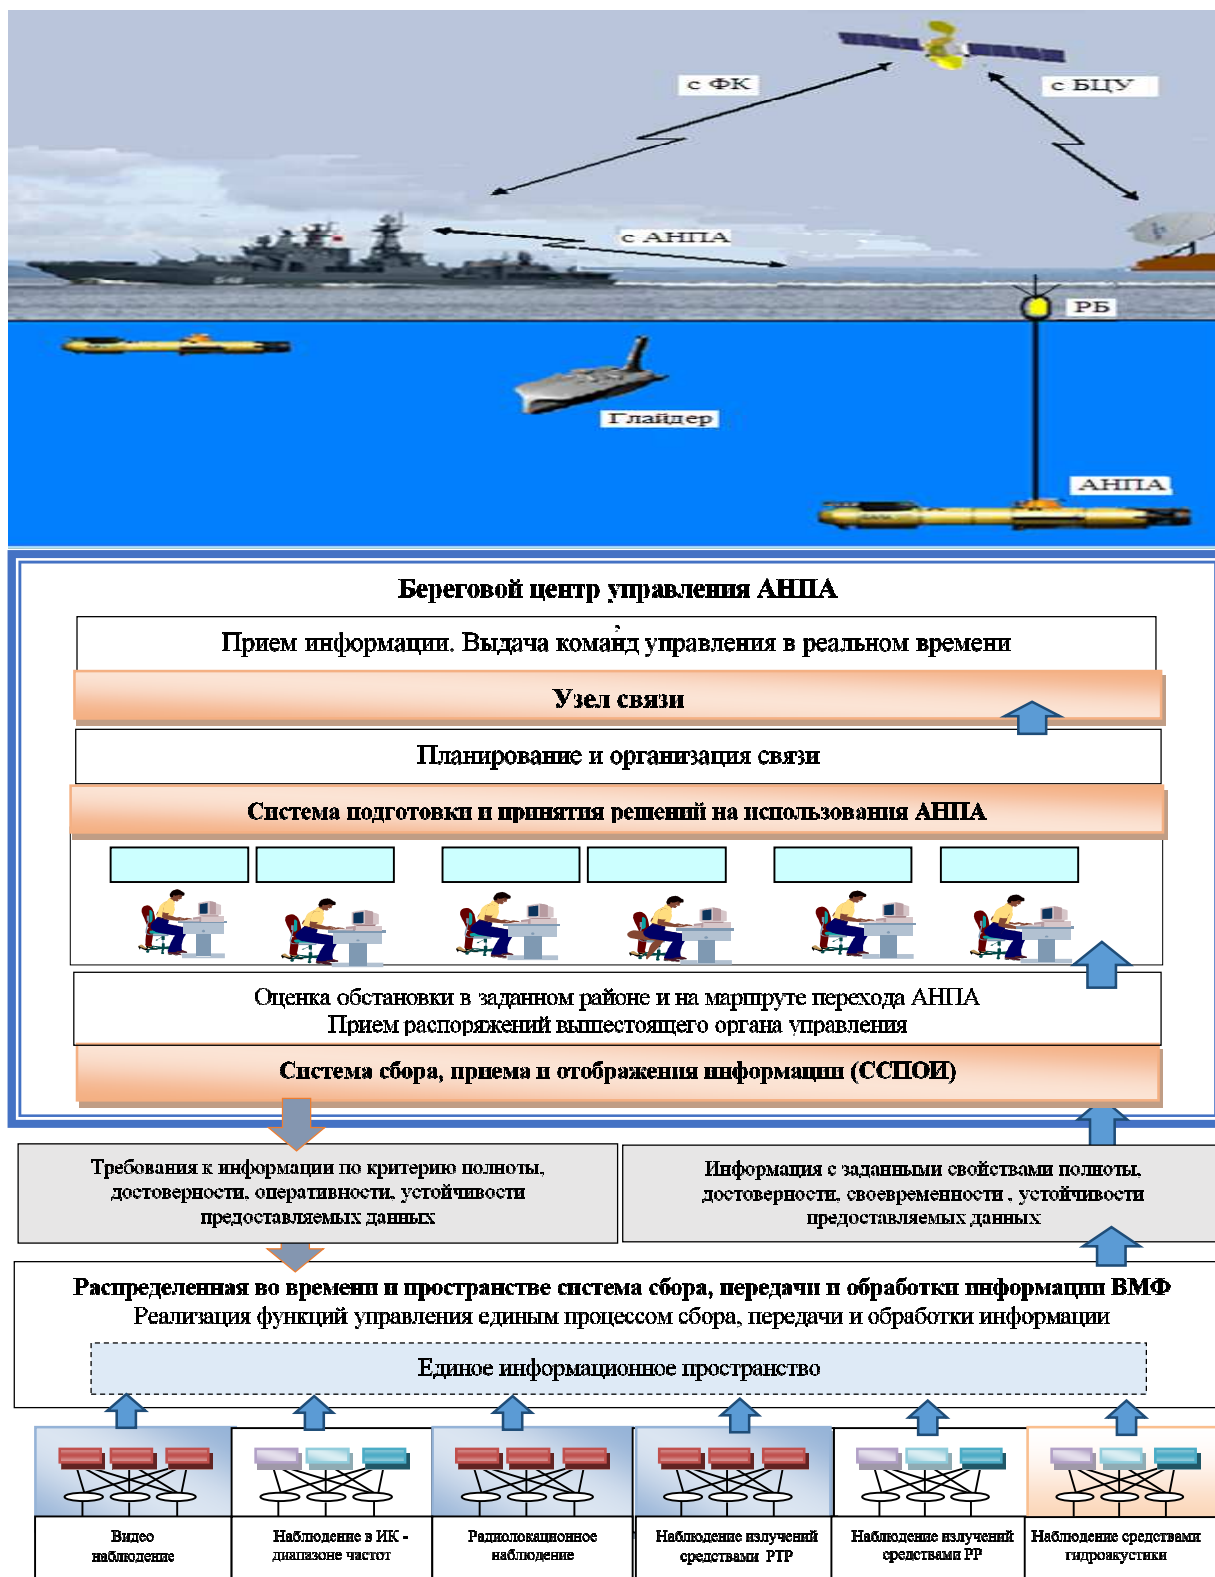 с ФК
с БЦУ
с АНПА
РБ
Глайдер
АНПА
Береговой центр управления АНПА
Прием информации. Выдача команд управления в реальном времени
Узел связи
Планирование и организация связи
Система подготовки и принятия решений на использования АНПА
Оценка обстановки в заданном районе и на марпруте перехода АНПА
Прием распоряжений вышестоящего органа управления
Система сбора, приема и отображения информации (ССПОИ)
Требования к информации по критерию полноты,
достоверности, оперативности, устойчивости
предоставляемых данных
Информация с заданными свойствами полноты,
достоверности, своевременности , устойчивости
предоставляемых данных
Распределенная во времени и пространстве система сбора, передачи и обработки информации ВМФ
Реализация функций управления единым процессом сбора, передачи и обработки информации
Единое информационное пространство
Видео
наблюдение
Наблюдение в ИК -
диапазоне частот
Радиолокационное
наблюдение
Наблюдение излучений
средствами РТР
Наблюдение излучений
средствами РР
Наблюдение средствами
гидроакустики